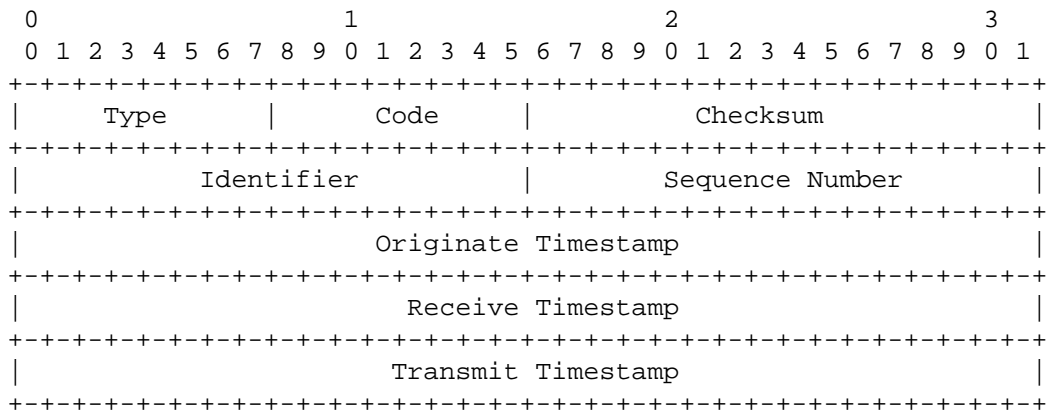 0                   1                   2                   3
 0 1 2 3 4 5 6 7 8 9 0 1 2 3 4 5 6 7 8 9 0 1 2 3 4 5 6 7 8 9 0 1
+-+-+-+-+-+-+-+-+-+-+-+-+-+-+-+-+-+-+-+-+-+-+-+-+-+-+-+-+-+-+-+-+
|     Type      |      Code     |          Checksum             |
+-+-+-+-+-+-+-+-+-+-+-+-+-+-+-+-+-+-+-+-+-+-+-+-+-+-+-+-+-+-+-+-+
|           Identifier          |        Sequence Number        |
+-+-+-+-+-+-+-+-+-+-+-+-+-+-+-+-+-+-+-+-+-+-+-+-+-+-+-+-+-+-+-+-+
|                      Originate Timestamp                      |
+-+-+-+-+-+-+-+-+-+-+-+-+-+-+-+-+-+-+-+-+-+-+-+-+-+-+-+-+-+-+-+-+
|                        Receive Timestamp                      |
+-+-+-+-+-+-+-+-+-+-+-+-+-+-+-+-+-+-+-+-+-+-+-+-+-+-+-+-+-+-+-+-+
|                       Transmit Timestamp                      |
+-+-+-+-+-+-+-+-+-+-+-+-+-+-+-+-+-+-+-+-+-+-+-+-+-+-+-+-+-+-+-+-+